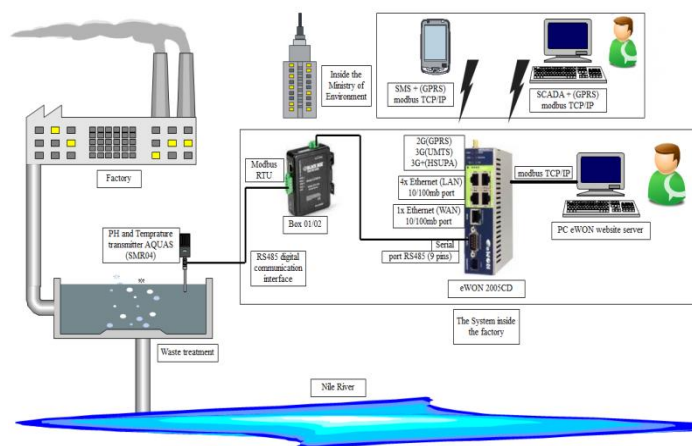 Inside the
Ministry of
Environment
SMS + (GPRS)
modbus TCP/IP
SCADA + (GPRS)
modbus TCP/IP
Factory
Modbus
RTU
Box 01/02
2G(GPRS)
3G(UMTS)
3G+(HSUPA)
4x Ethernet (LAN)
10/100mb port
1x Ethernet (WAN)
10/100mb port
Serial
port RS485 (9 pins)
eWON
eWON 2005CD
modbus TCP/IP
PC eWON website server
PH and Temprature
transmitter AQUAS
(SMR04)
RS485 digital
communication
interface
The System inside
the factory
Waste treatment
Nile River